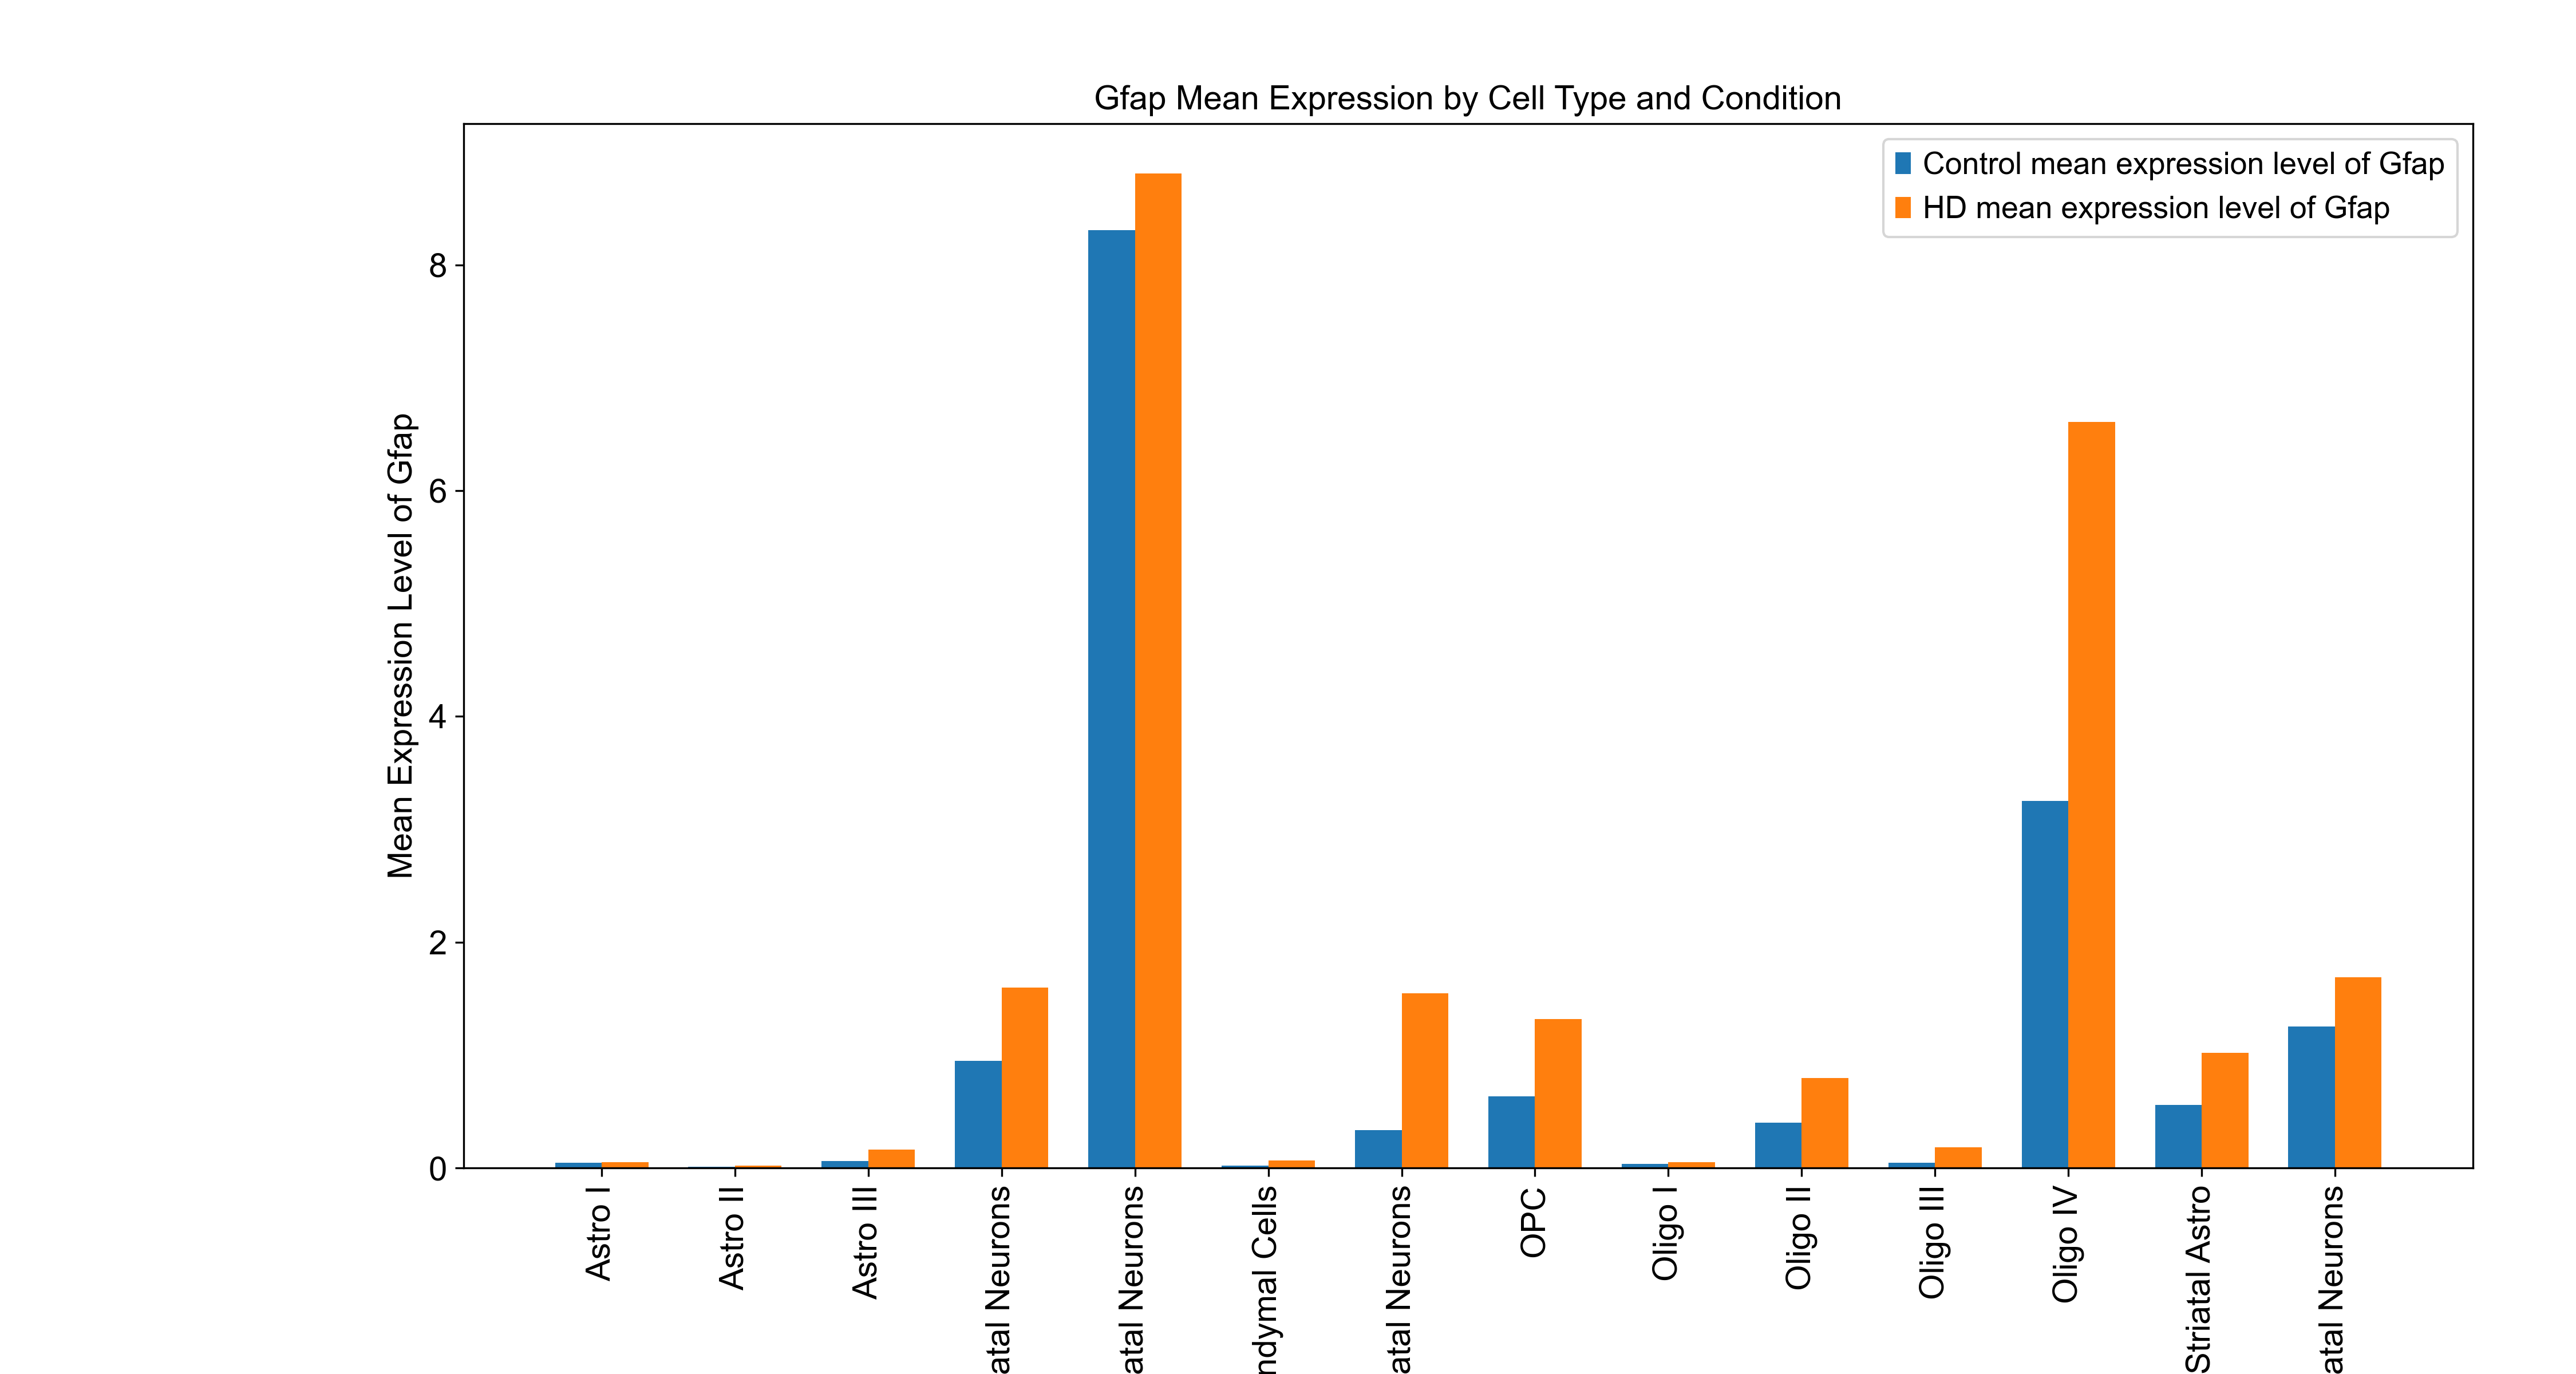 Gfap Mean Expression by Cell Type and Condition
Control mean expression level of Gfap
HD mean expression level of Gfap
Mean Expression Level of Gfap
8
6
4
2
0
Astro I
Astro II
Astro III
atal Neurons
atal Neurons
ndymal Cells
atal Neurons
OPC
Oligo I
Oligo II
Oligo III
Oligo IV
Striatal Astro
atal Neurons